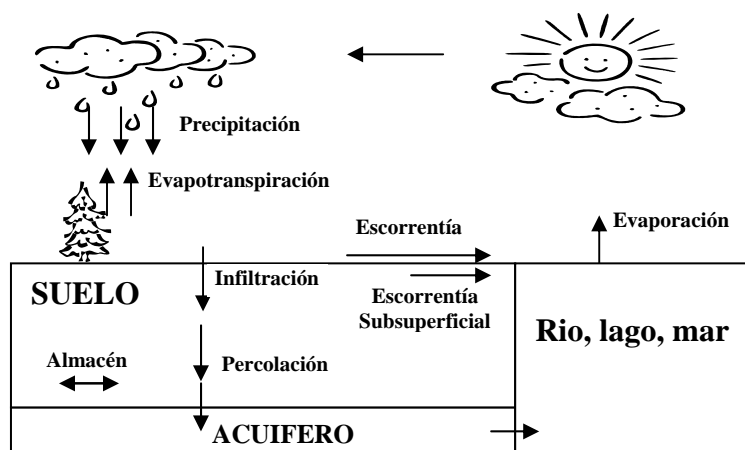 Precipitación
Evapotranspiración
Escorrentía
Evaporación
SUELO
Infiltración
Escorrentía
Subsuperficial
Rio, lago, mar
Almacén
Percolación
ACUIFERO